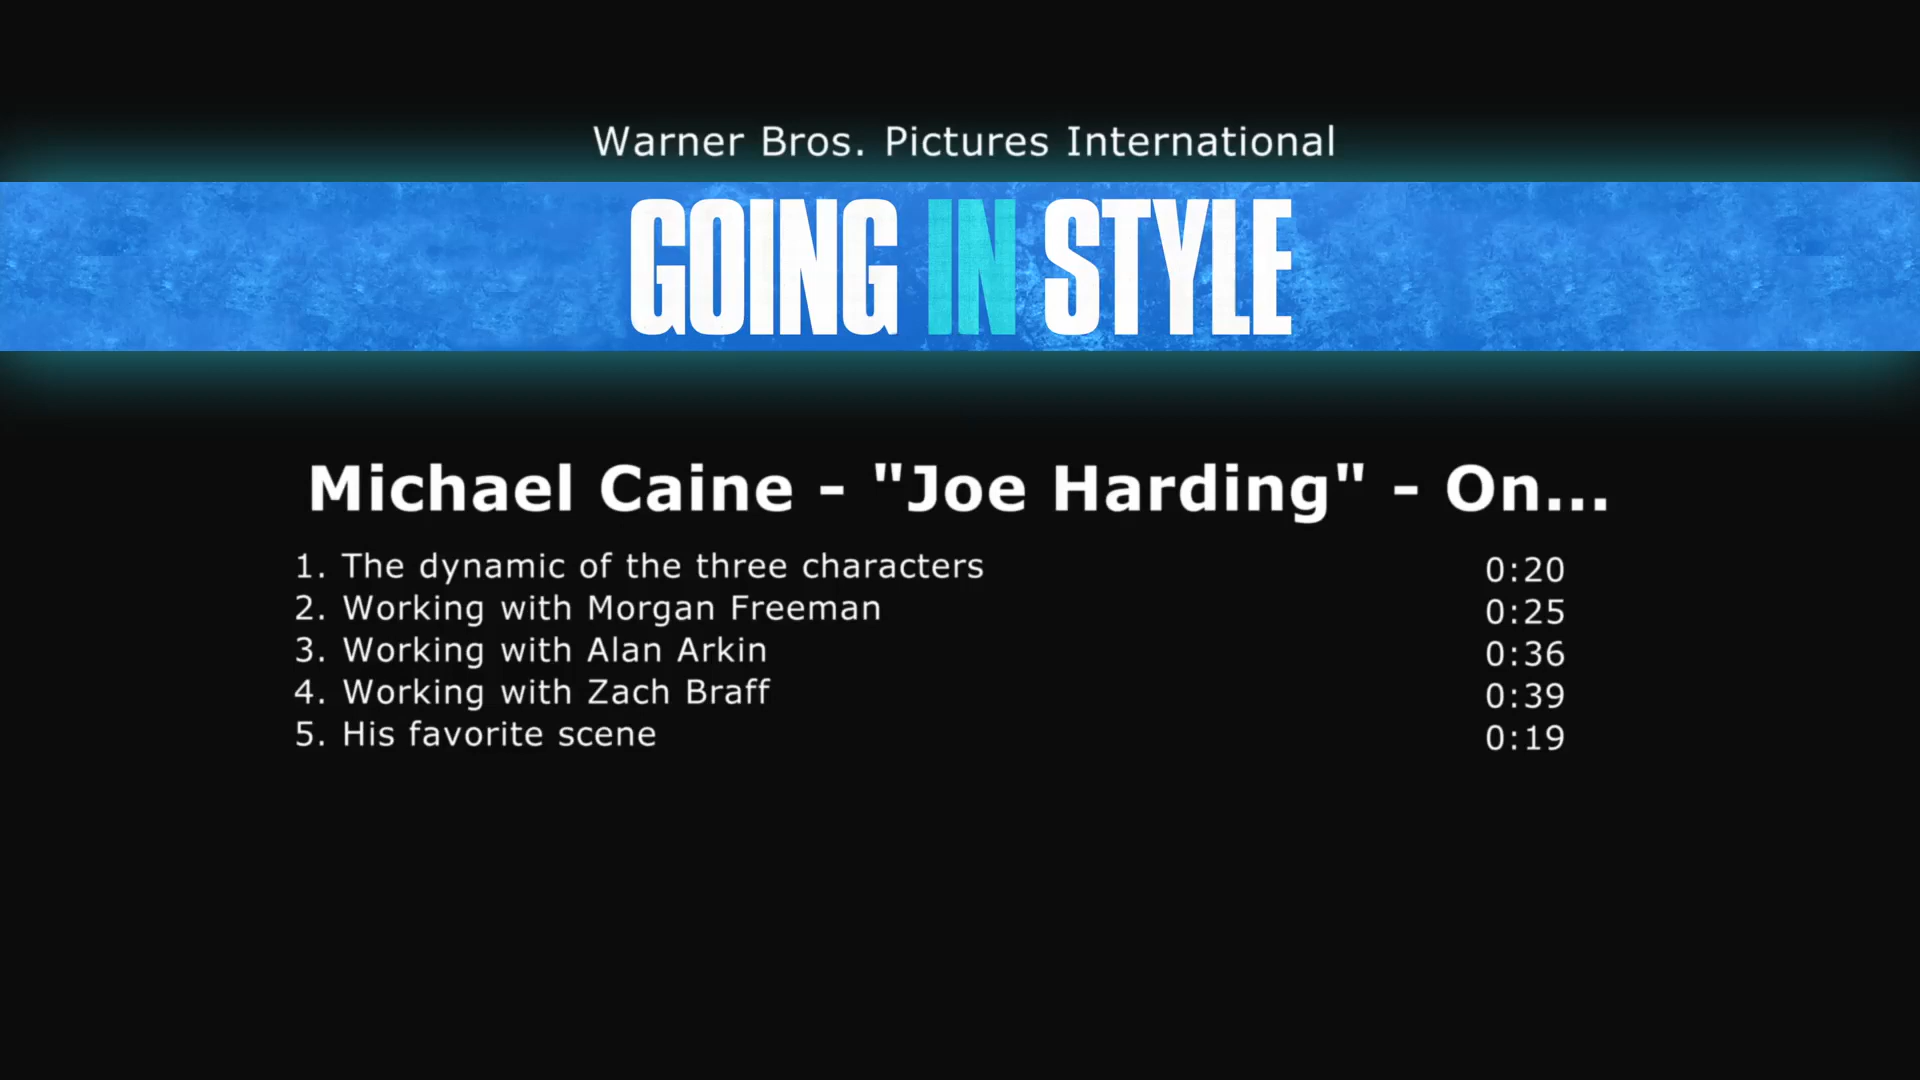 Warner Bros. Pictures International
GOING IN STYLE
Michael Caine - "Joe Harding" - On...
1. The dynamic of the three characters 0:20
2. Working with Morgan Freeman 0:25
3. Working with Alan Arkin 0:36
4. Working with Zach Braff 0:39
5. His favorite scene 0:19